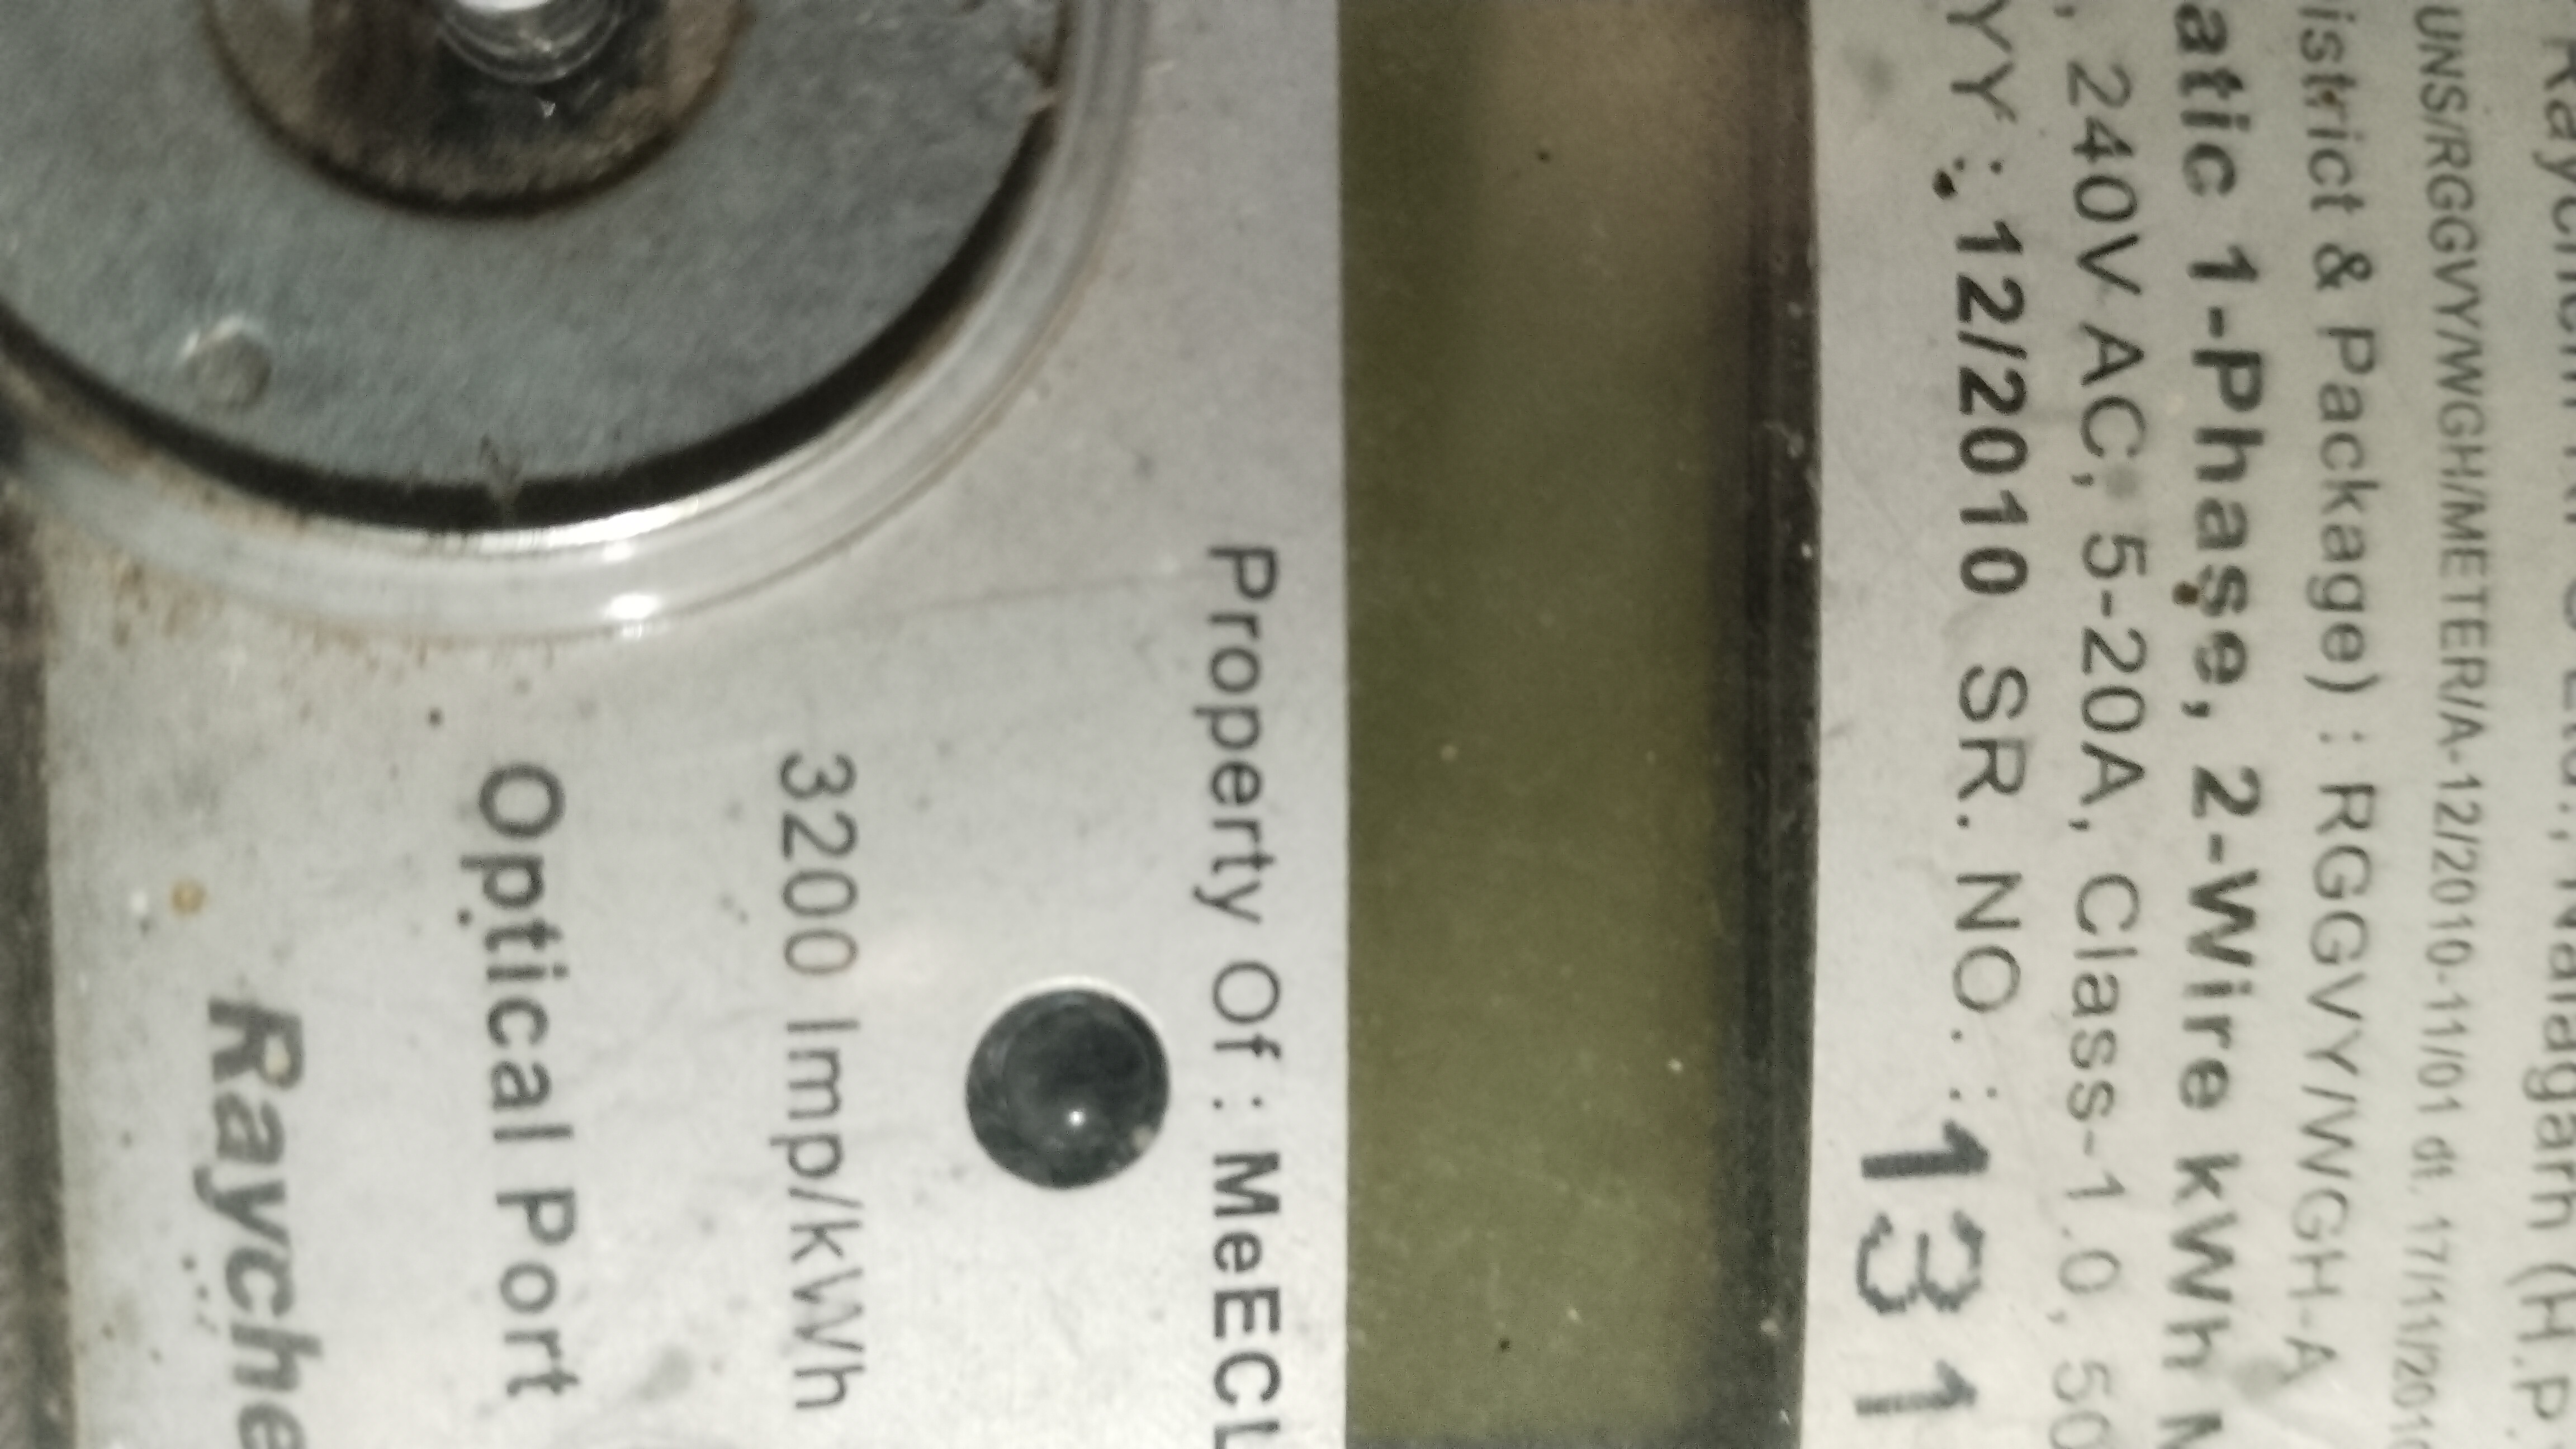 UNS/RGGVY/WGH/METER/A-12/2010-11/01 dt. 17/11/201
istrict & Package) : RGGVY/WGH-A
atic 1-Phase, 2-Wire kWh
, 240V AC, 5-20A, Class-1.0, 50
YY : 12/2010 SR. NO. : 131
Property Of : MeECL
3200 Imp/kWh
Optical Port
Rayche